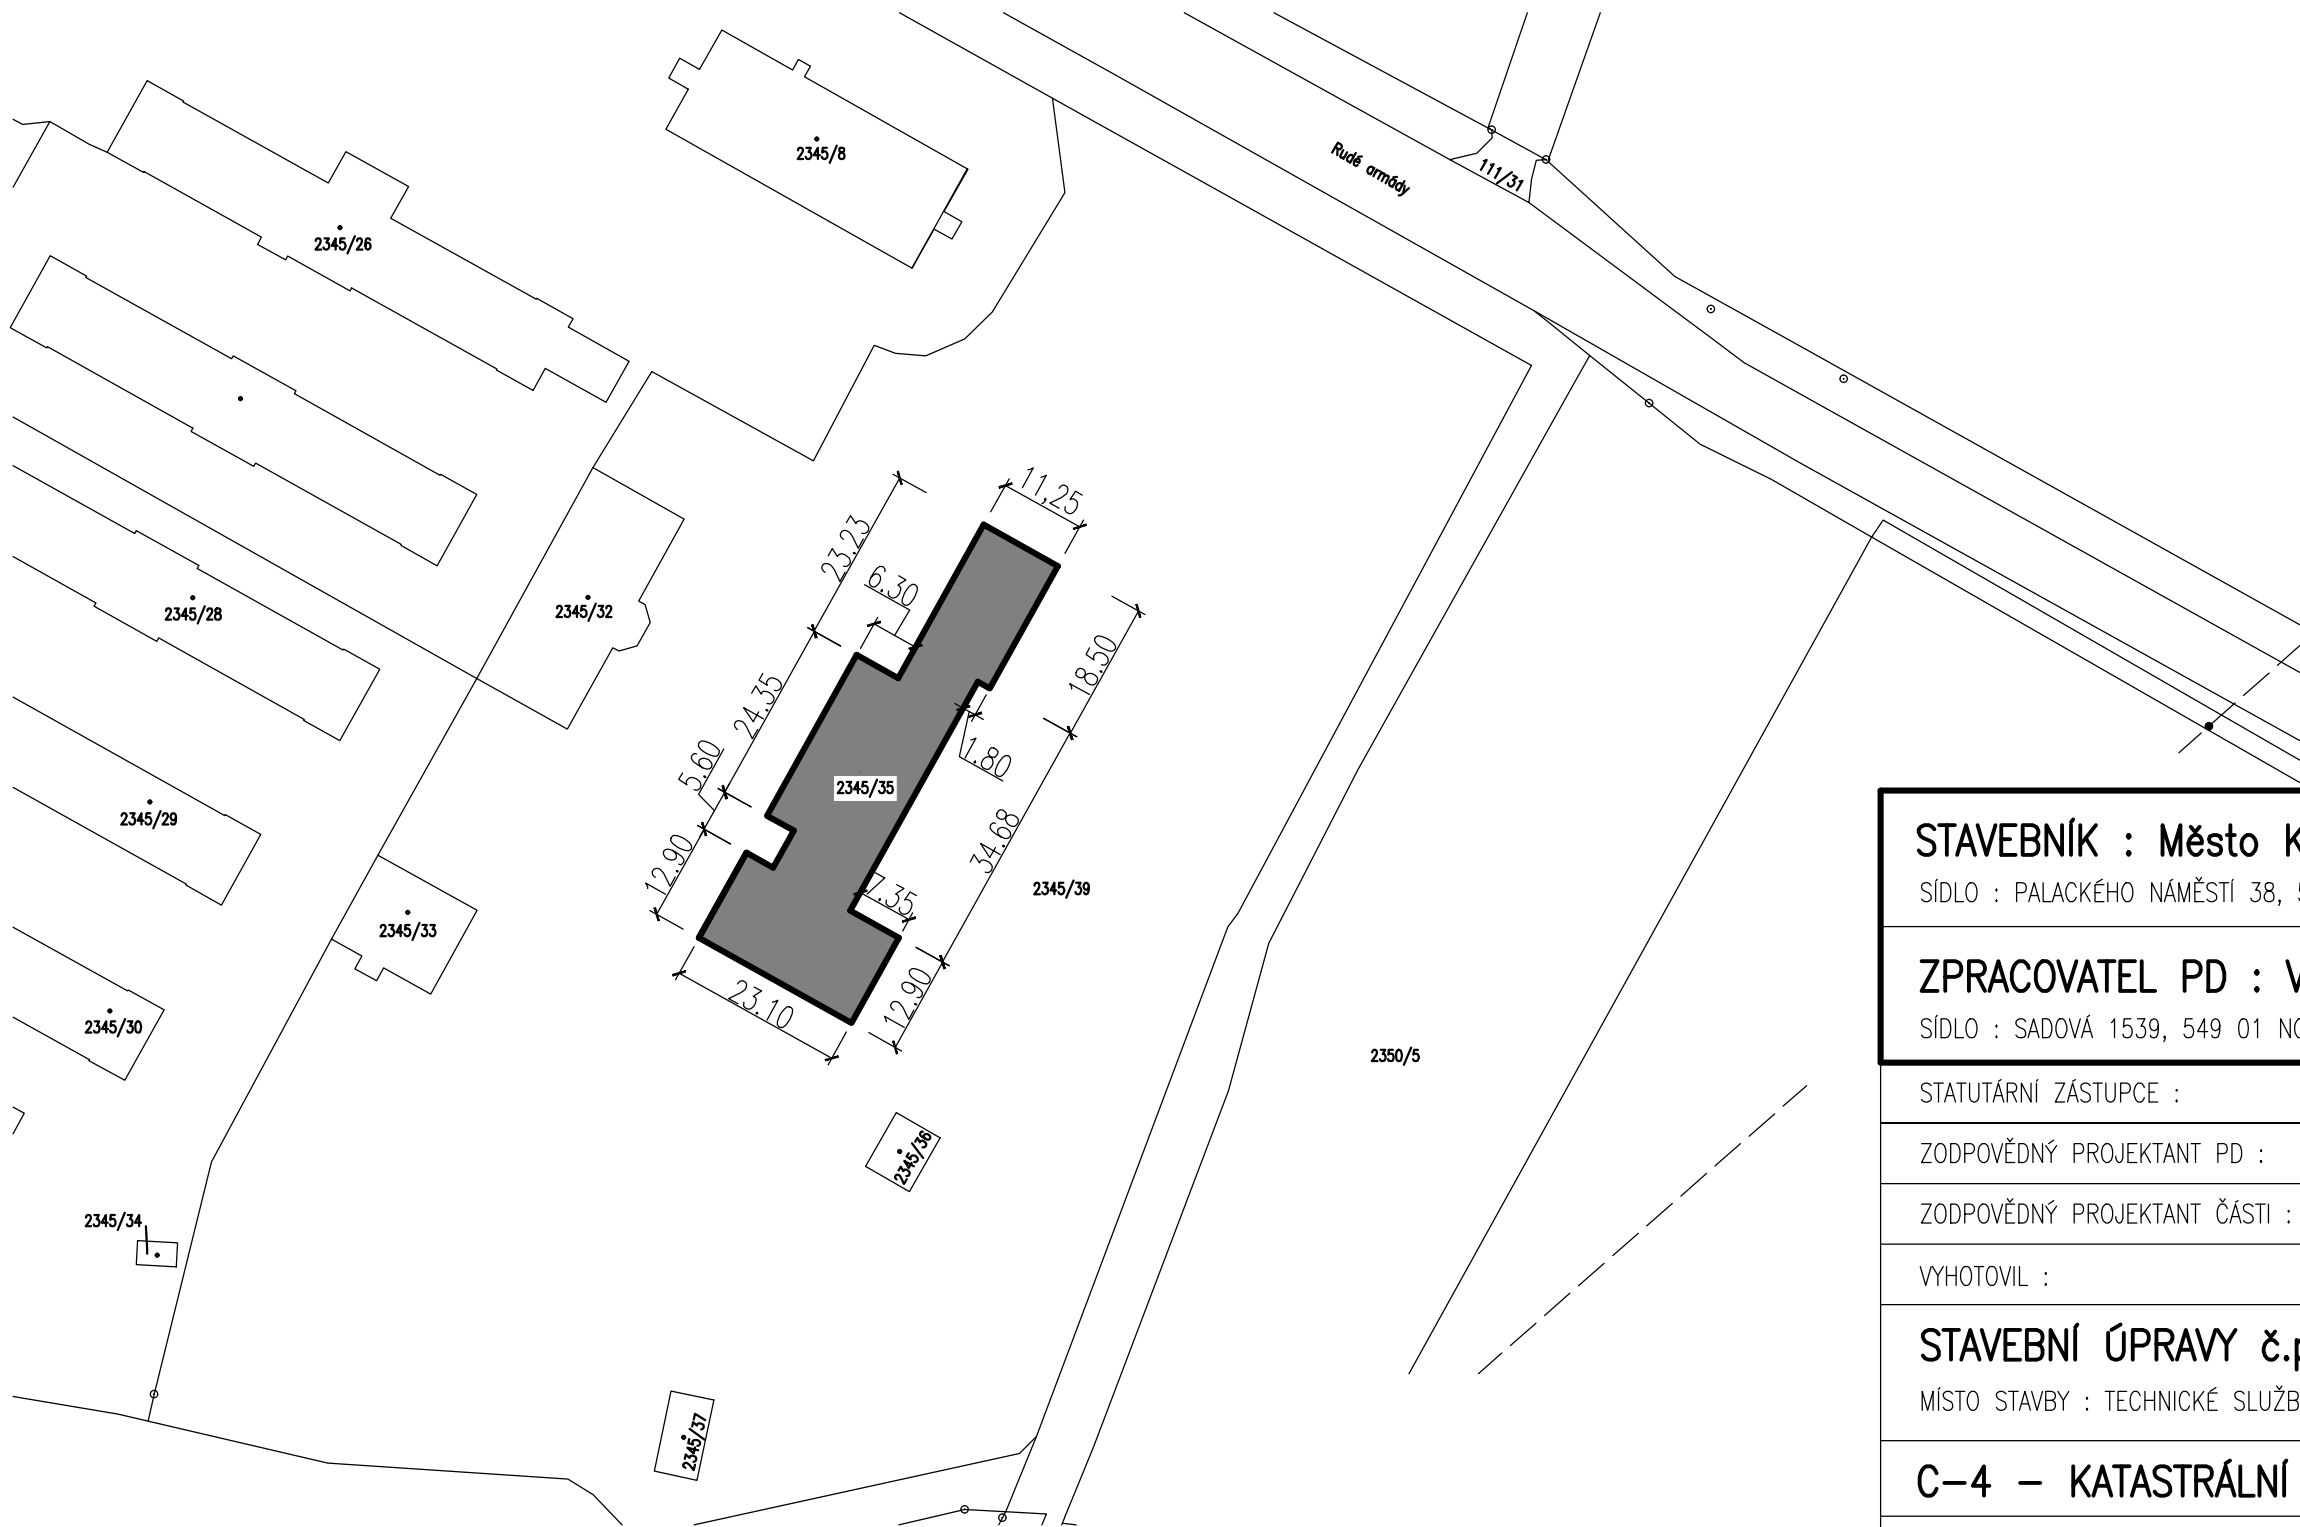 2345/8
Rudé armády
111/31
2345/26
11,25
23.23
6.30
2345/28
2345/32
18.50
24.35
1.80
5.60
2345/35
2345/29
34.68
12.90
7.35
2345/39
2345/33
23.10
12.90
2345/30
2350/5
2345/36
2345/34
2345/37
STAVEBNÍK : Město
SÍDLO : PALACKÉHO NÁMĚSTÍ 38,
ZPRACOVATEL PD :
SÍDLO : SADOVÁ 1539, 549 01
STATUTÁRNÍ ZÁSTUPCE :
ZODPOVĚDNÝ PROJEKTANT PD :
ZODPOVĚDNÝ PROJEKTANT ČÁSTI :
VYHOTOVIL :
STAVEBNÍ ÚPRAVY
MÍSTO STAVBY : TECHNICKÉ
C-4 - KATASTRÁLNÍ